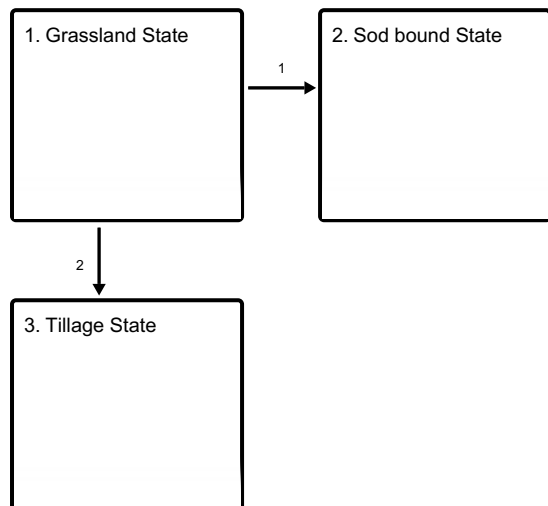 1. Grassland State
2. Sod bound State
1
2
3. Tillage State